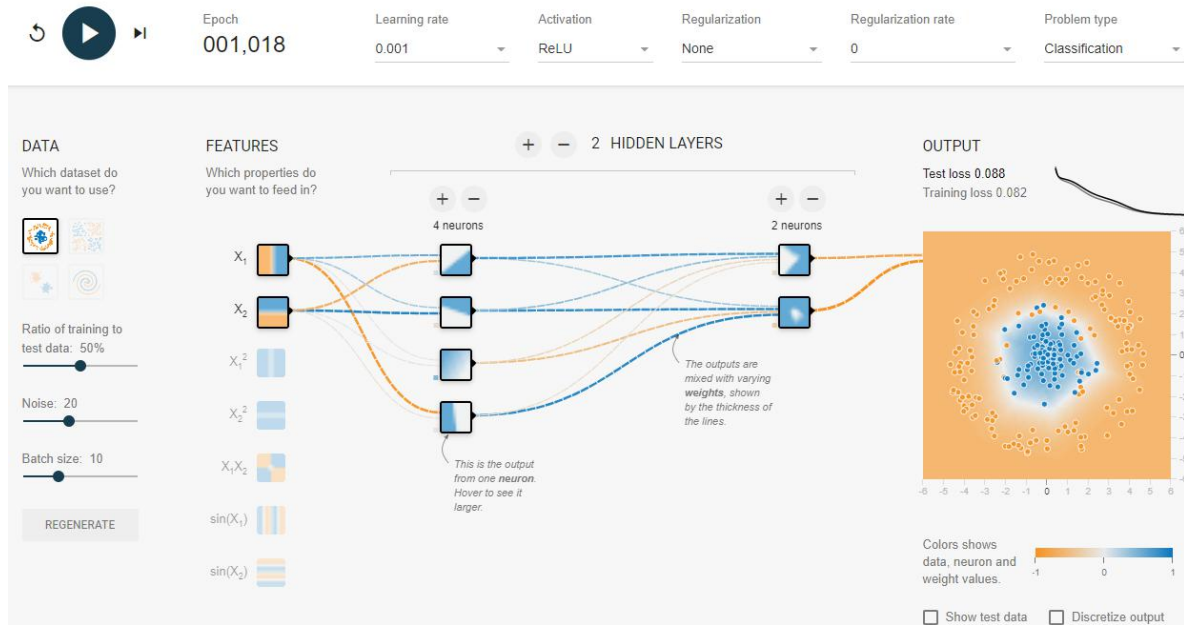 Epoch
001,018
Learning rate
0.001
Activation
ReLU
Regularization
None
Regularization rate
0
Problem type
Classification
DATA
Which dataset do
you want to use?
Ratio of training to
test data: 50%
Noise: 20
Batch size: 10
REGENERATE
FEATURES
Which properties do
you want to feed in?
X1
X2
X1²
X2²
X1X2
sin(X1)
sin(X2)
+ − 2 HIDDEN LAYERS
+ −
4 neurons
+ −
2 neurons
This is the output
from one neuron.
Hover to see it
larger.
The outputs are
mixed with varying
weights, shown
by the thickness of
the lines.
OUTPUT
Test loss 0.088
Training loss 0.082
-6 -5 -4 -3 -2 -1 0 1 2 3 4 5 6
Colors shows
data, neuron and
weight values.
-1 0 1
Show test data
Discretize output